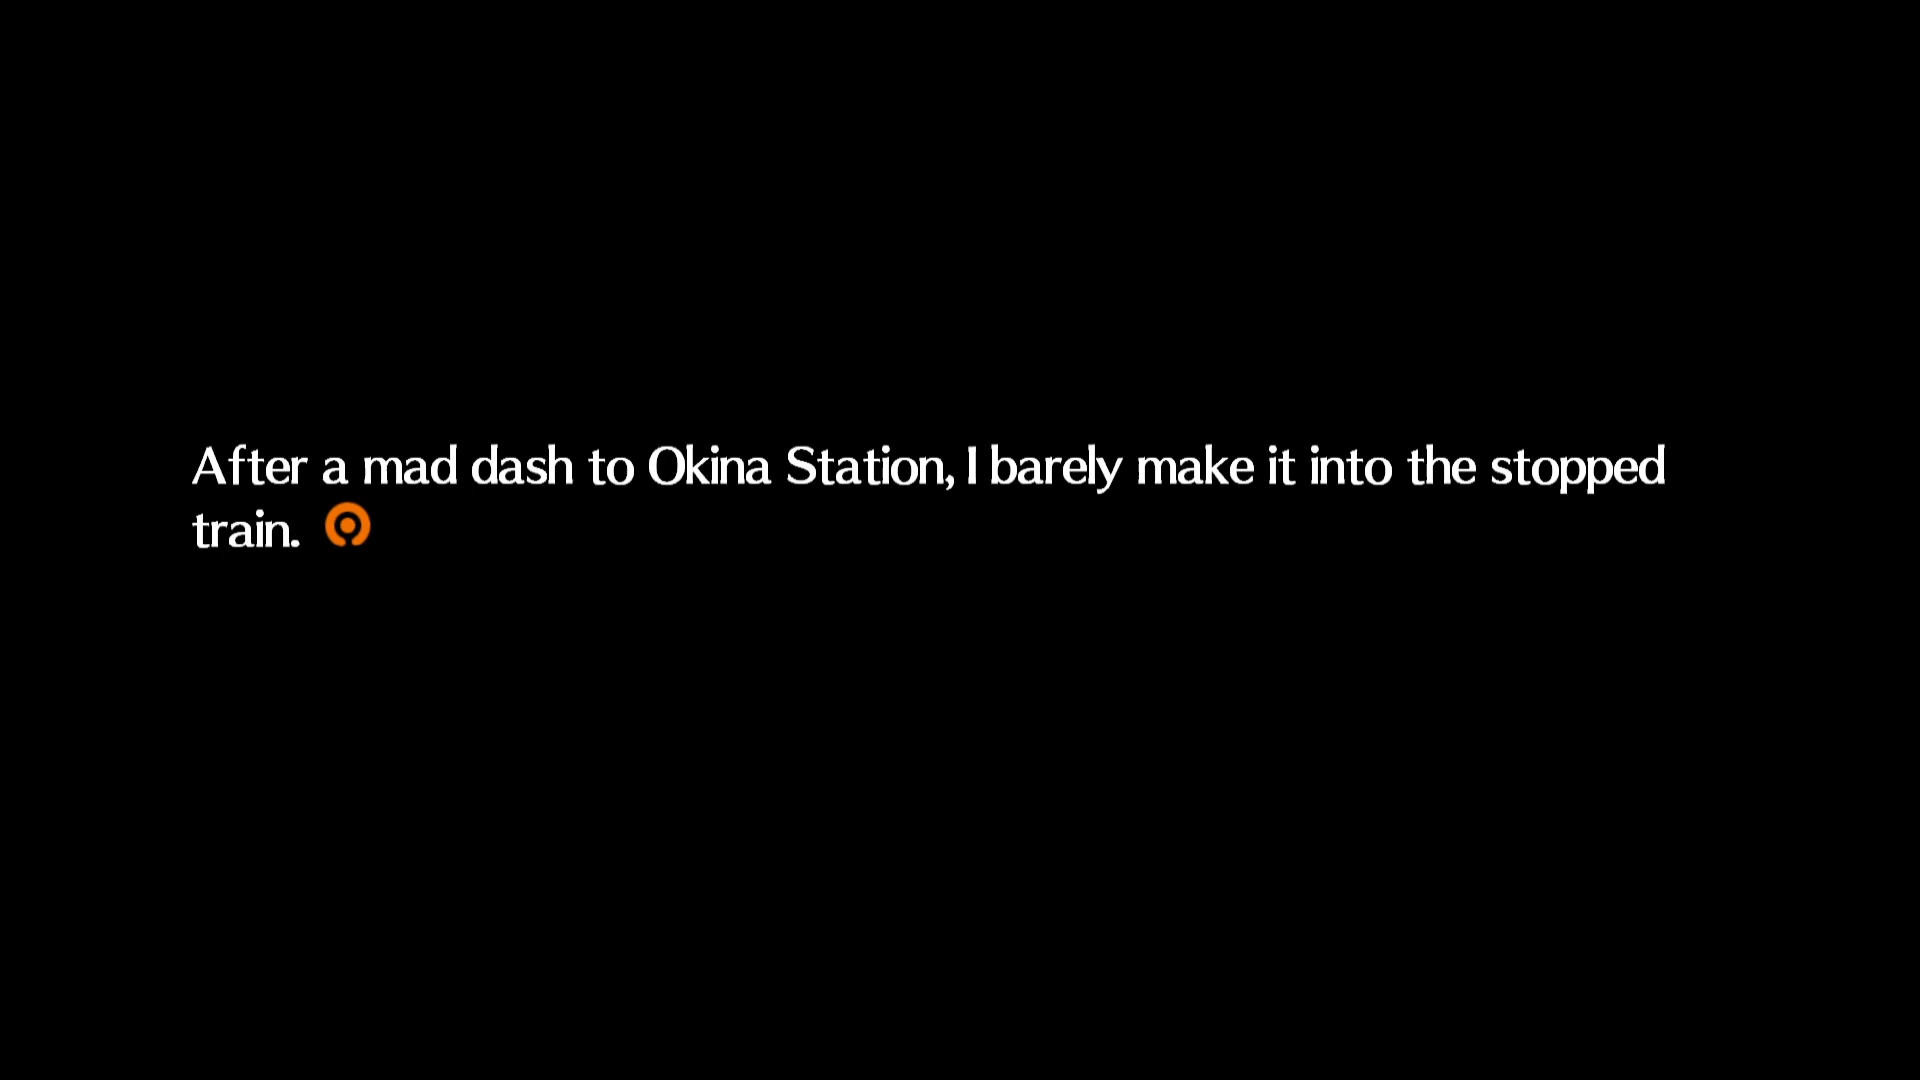 After a mad dash to Okina Station, I barely make it into the stopped
train.